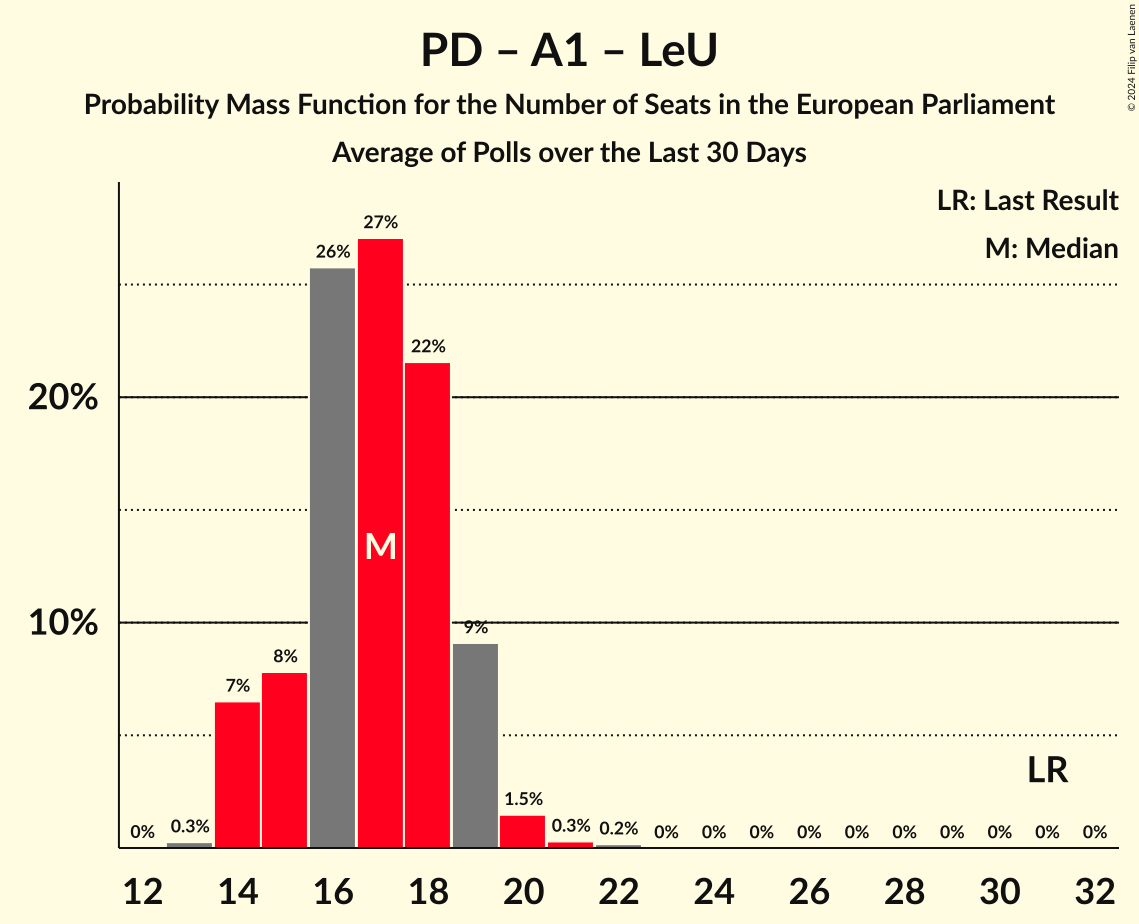 PD – A1 – LeU
Probability Mass Function for the Number of Seats in the European Parliament
Average of Polls over the Last 30 Days
© 2024 Filip van Laenen
LR: Last Result
M: Median
20%
10%
0%
0.3%
7%
8%
26%
27%
22%
9%
1.5%
0.3%
0.2%
0%
0%
0%
0%
0%
0%
0%
0%
0%
0%
M
LR
12 14 16 18 20 22 24 26 28 30 32